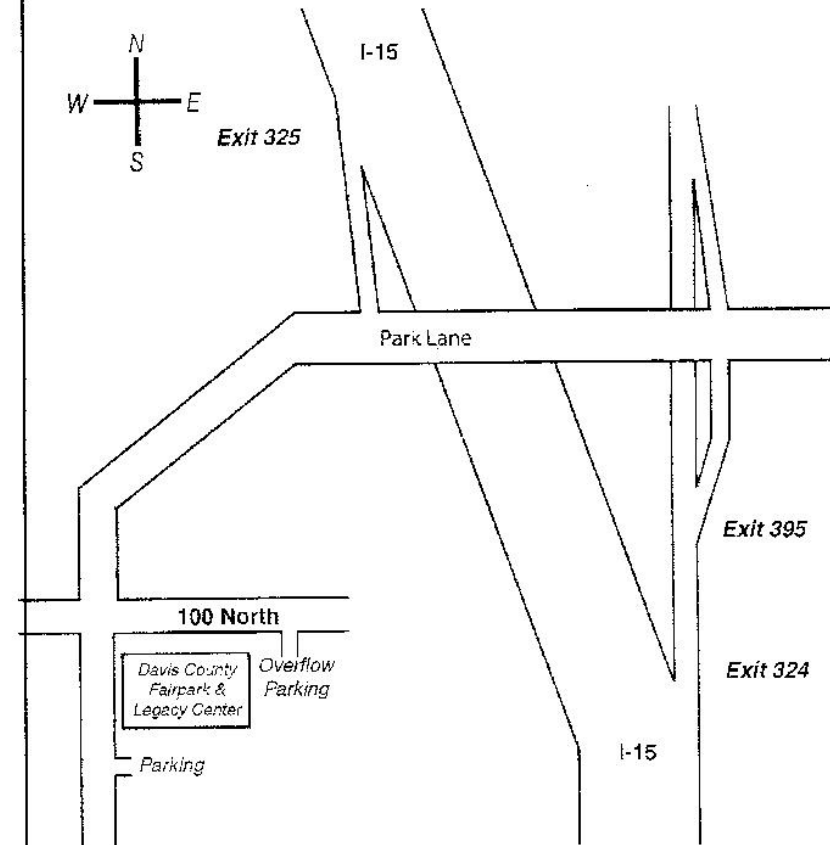 I-15
N
W E
S
Exit 325
Park Lane
Exit 395
100 North
Davis County
Fairpark &
Legacy Center
Overflow
Parking
Exit 324
I-15
Parking